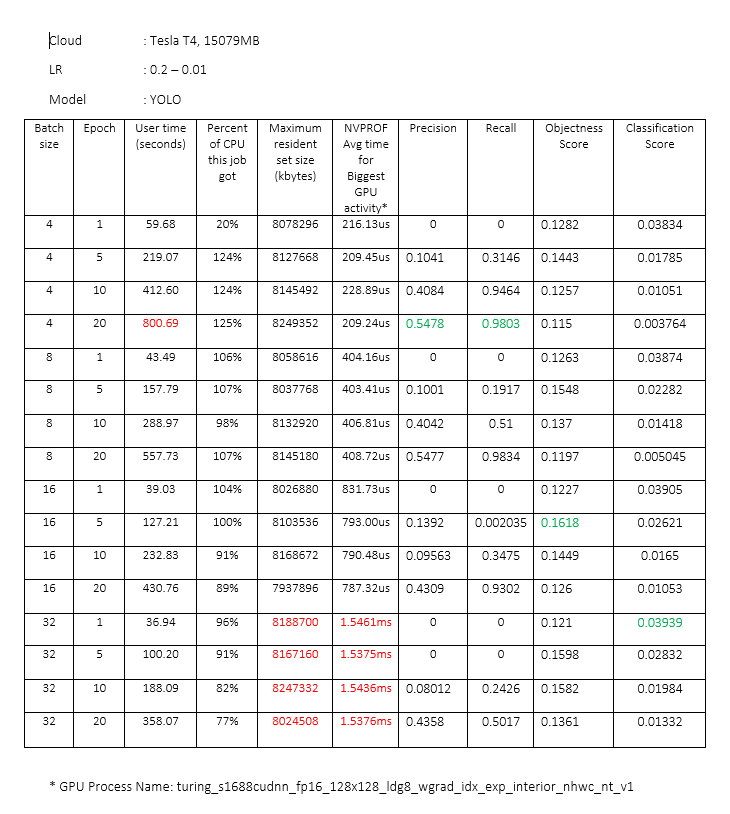 Cloud : Tesla T4, 15079MB
LR : 0.2 – 0.01
Model : YOLO
Batch size Epoch User time (seconds) Percent of CPU this job got Maximum resident set size (kbytes) NVPROF Avg time for Biggest GPU activity* Precision Recall Objectness Score Classification Score
4 1 59.68 20% 8078296 216.13us 0 0 0.1282 0.03834
4 5 219.07 124% 8127668 209.45us 0.1041 0.3146 0.1443 0.01785
4 10 412.60 124% 8145492 228.89us 0.4084 0.9464 0.1257 0.01051
4 20 800.69 125% 8249352 209.24us 0.5478 0.9803 0.115 0.003764
8 1 43.49 106% 8058616 404.16us 0 0 0.1263 0.03874
8 5 157.79 107% 8037768 403.41us 0.1001 0.1917 0.1548 0.02282
8 10 288.97 98% 8132920 406.81us 0.4042 0.51 0.137 0.01418
8 20 557.73 107% 8145180 408.72us 0.5477 0.9834 0.1197 0.005045
16 1 39.03 104% 8026880 831.73us 0 0 0.1227 0.03905
16 5 127.21 100% 8103536 793.00us 0.1392 0.002035 0.1618 0.02621
16 10 232.83 91% 8168672 790.48us 0.09563 0.3475 0.1449 0.0165
16 20 430.76 89% 7937896 787.32us 0.4309 0.9302 0.126 0.01053
32 1 36.94 96% 8188700 1.5461ms 0 0 0.121 0.03939
32 5 100.20 91% 8167160 1.5375ms 0 0 0.1598 0.02832
32 10 188.09 82% 8247332 1.5436ms 0.08012 0.2426 0.1582 0.01984
32 20 358.07 77% 8024508 1.5376ms 0.4358 0.5017 0.1361 0.01332
* GPU Process Name: turing_s1688cudnn_fp16_128x128_ldg8_wgrad_idx_exp_interior_nhwc_nt_v1